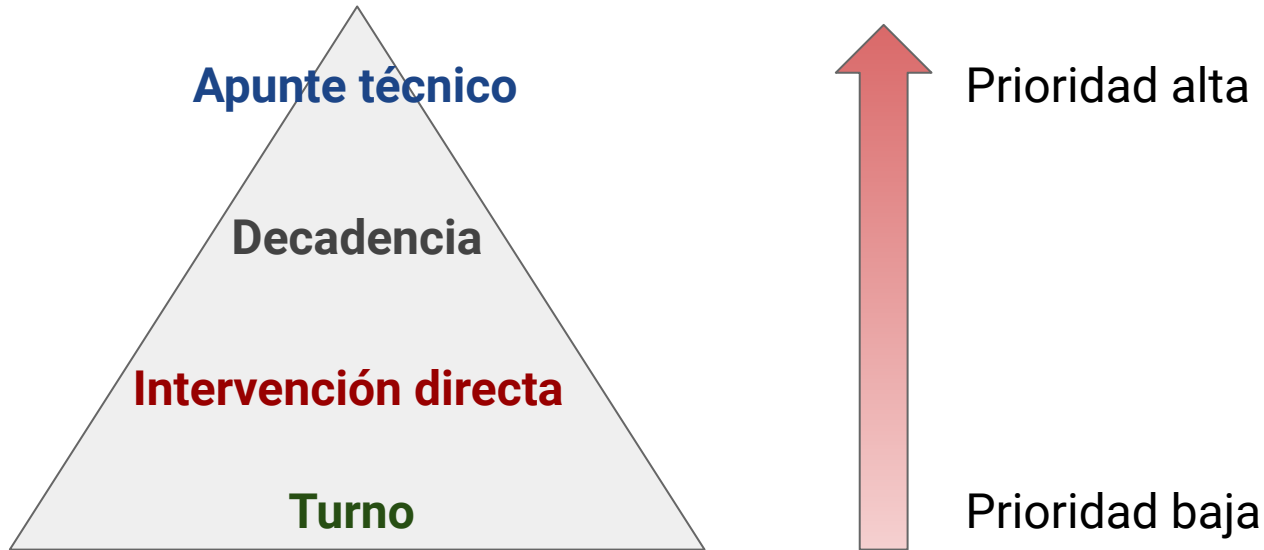 Apunte técnico
Prioridad alta
Decadencia
Intervención directa
Turno
Prioridad baja